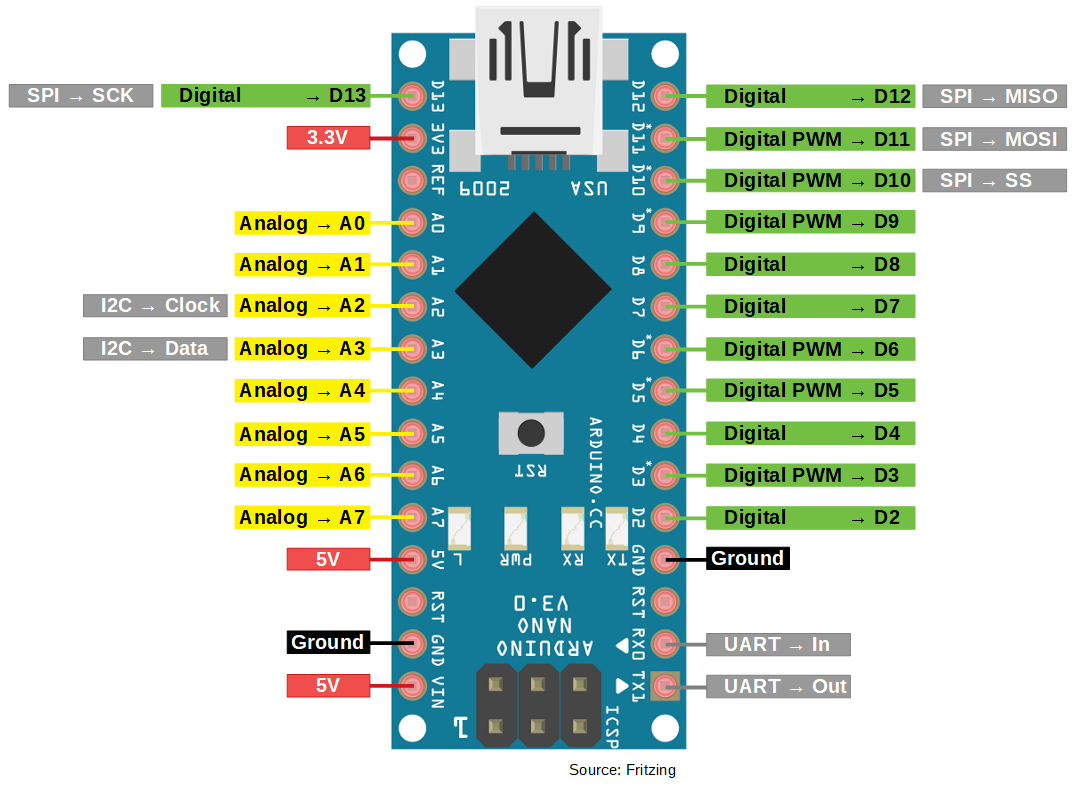 SPI → SCK
Digital → D13
3.3V
Analog → A0
Analog → A1
I2C → Clock
Analog → A2
I2C → Data
Analog → A3
Analog → A4
Analog → A5
Analog → A6
Analog → A7
5V
Ground
5V
D13
3V3
REF
A0
A1
A2
A3
A4
A5
A6
A7
5V
RST
GND
VIN
2009
USA
RST
ARDUINO.CC
L
PWR
RX
TX
ARDUINO
NANO
V3.0
1
ICSP
D12
D11*
D10*
D9*
D8
D7
D6*
D5*
D4
D3*
D2
GND
RST
RX0
TX1
Digital → D12
SPI → MISO
Digital PWM → D11
SPI → MOSI
Digital PWM → D10
SPI → SS
Digital PWM → D9
Digital → D8
Digital → D7
Digital PWM → D6
Digital PWM → D5
Digital → D4
Digital PWM → D3
Digital → D2
Ground
UART → In
UART → Out
Source: Fritzing